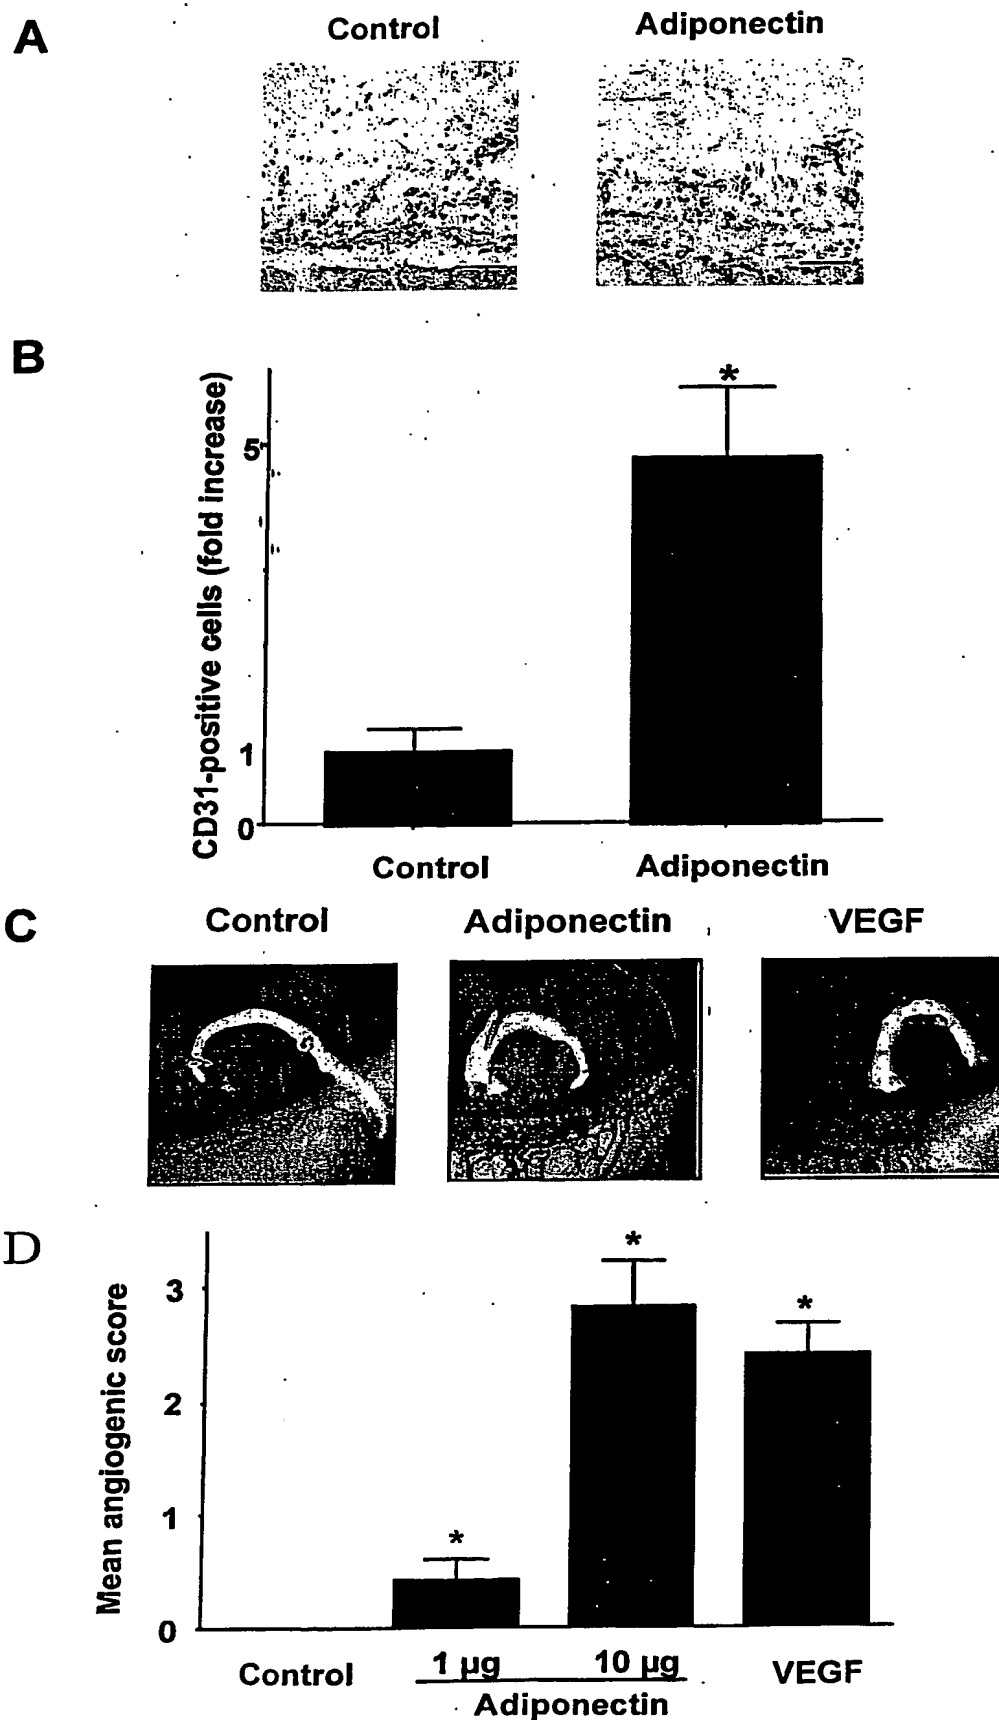 A
Control Adiponectin
B
CD31-positive cells (fold increase)
*
5
1
0
Control Adiponectin
C
Control Adiponectin VEGF
D
Mean angiogenic score
*
*
*
3
2
1
0
Control 1 µg 10 µg VEGF
Adiponectin